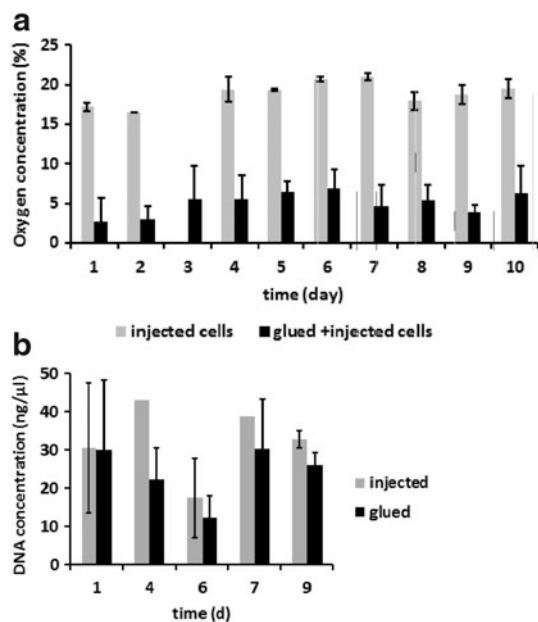 a
Oxygen concentration (%)
25
20
15
10
5
0
1 2 3 4 5 6 7 8 9 10
time (day)
injected cells glued +injected cells
b
DNA concentration (ng/µl)
50
40
30
20
10
0
1 4 6 7 9
time (d)
injected
glued